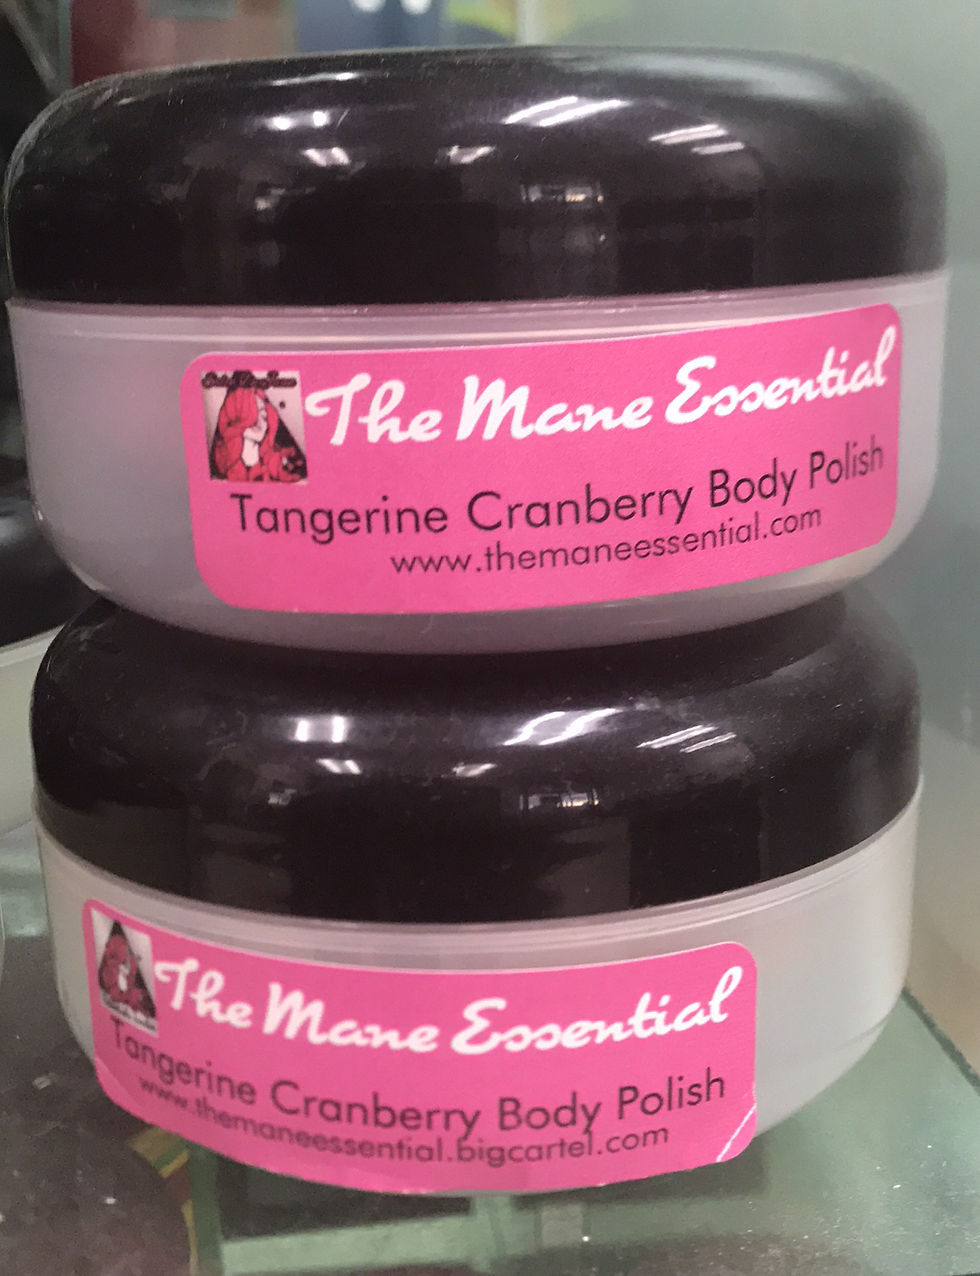 The Mane Essential
Tangerine Cranberry Body Polish
www.themaneessential.com
The Mane Essential
Tangerine Cranberry Body Polish
www.themaneessential.bigcartel.com